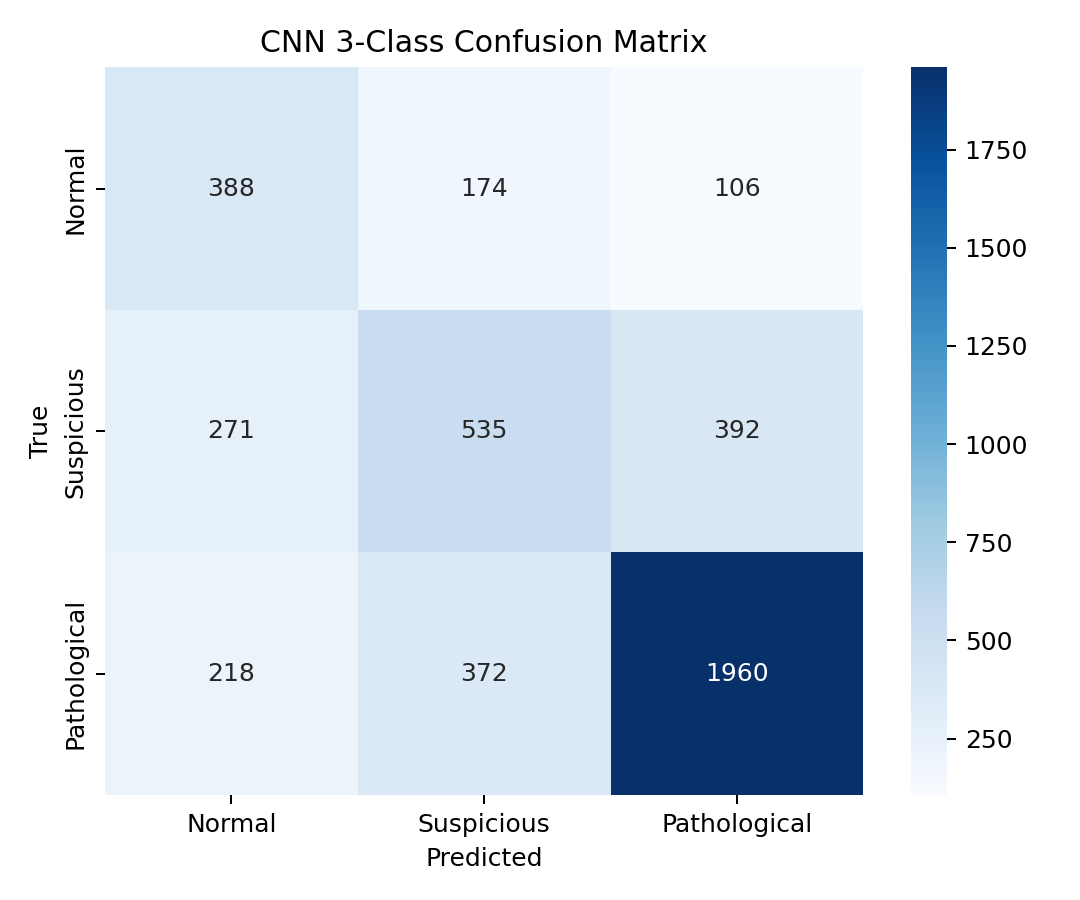 CNN 3-Class Confusion Matrix
True
Normal
388 174 106
Suspicious
271 535 392
Pathological
218 372 1960
Normal Suspicious Pathological
Predicted
1750
1500
1250
1000
750
500
250